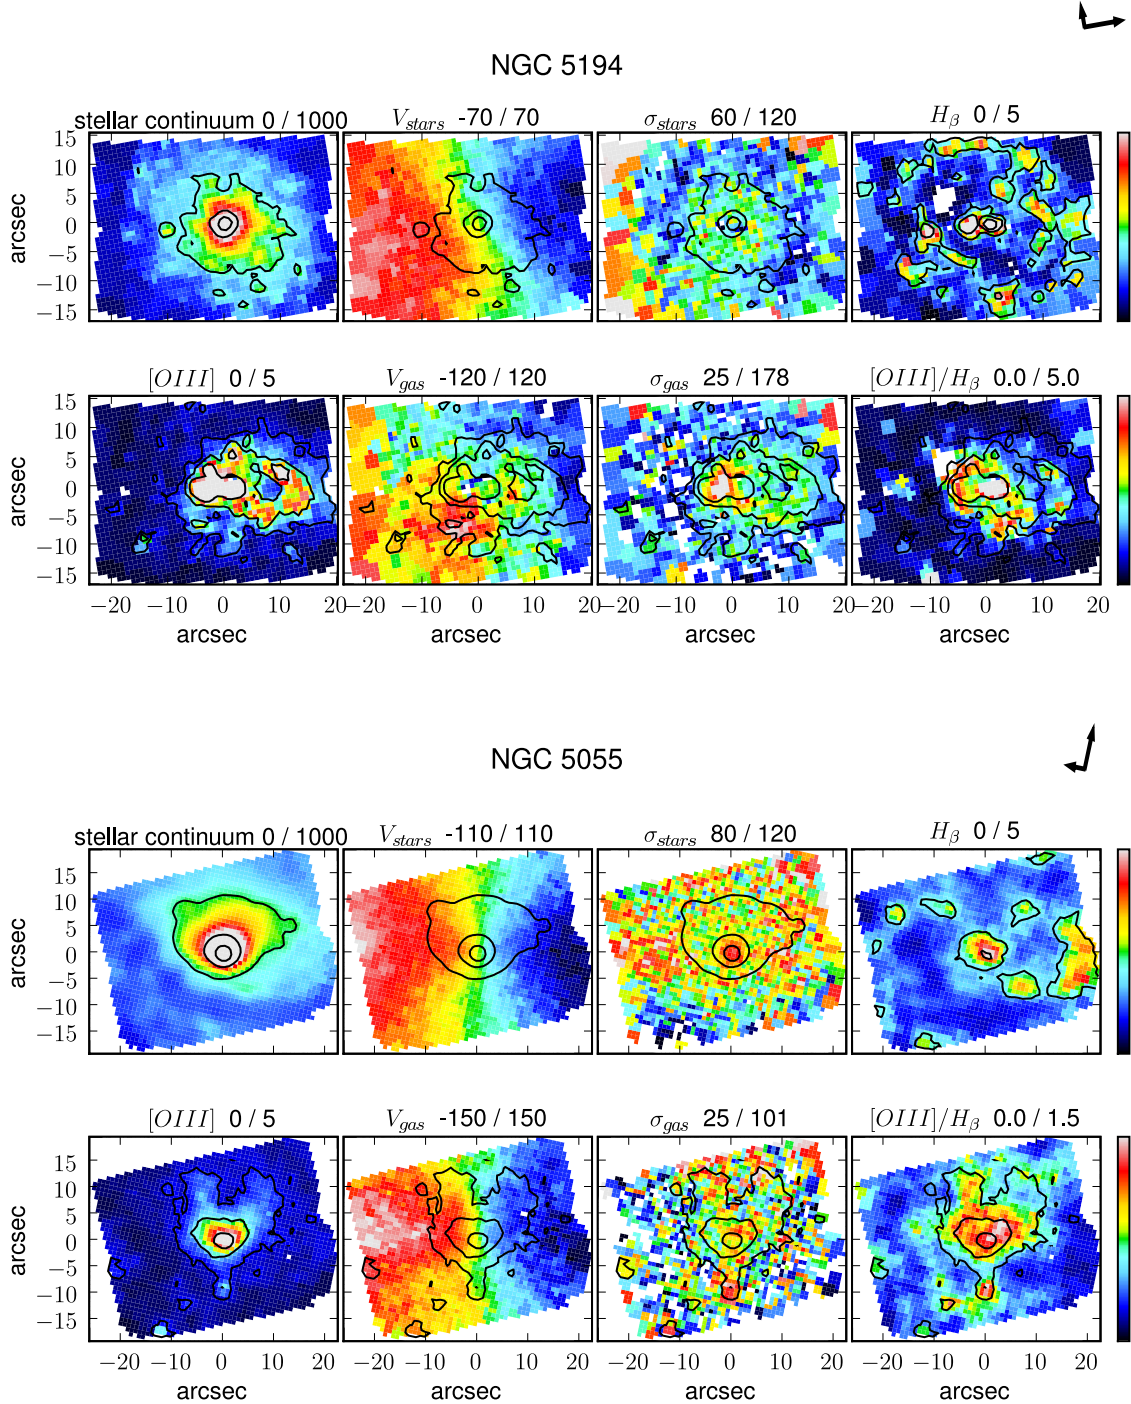 NGC 5194
stellar continuum 0 / 1000
V_stars -70 / 70
σ_stars 60 / 120
H_β 0 / 5
15
10
5
0
−5
−10
−15
arcsec
[OIII] 0 / 5
V_gas -120 / 120
σ_gas 25 / 178
[OIII]/H_β 0.0 / 5.0
15
10
5
0
−5
−10
−15
arcsec
−20 −10 0 10 20 −20 −10 0 10 20 −20 −10 0 10 20 −20 −10 0 10 20
arcsec arcsec arcsec arcsec
NGC 5055
stellar continuum 0 / 1000
V_stars -110 / 110
σ_stars 80 / 120
H_β 0 / 5
15
10
5
0
−5
−10
−15
arcsec
[OIII] 0 / 5
V_gas -150 / 150
σ_gas 25 / 101
[OIII]/H_β 0.0 / 1.5
15
10
5
0
−5
−10
−15
arcsec
−20 −10 0 10 20 −20 −10 0 10 20 −20 −10 0 10 20 −20 −10 0 10 20
arcsec arcsec arcsec arcsec